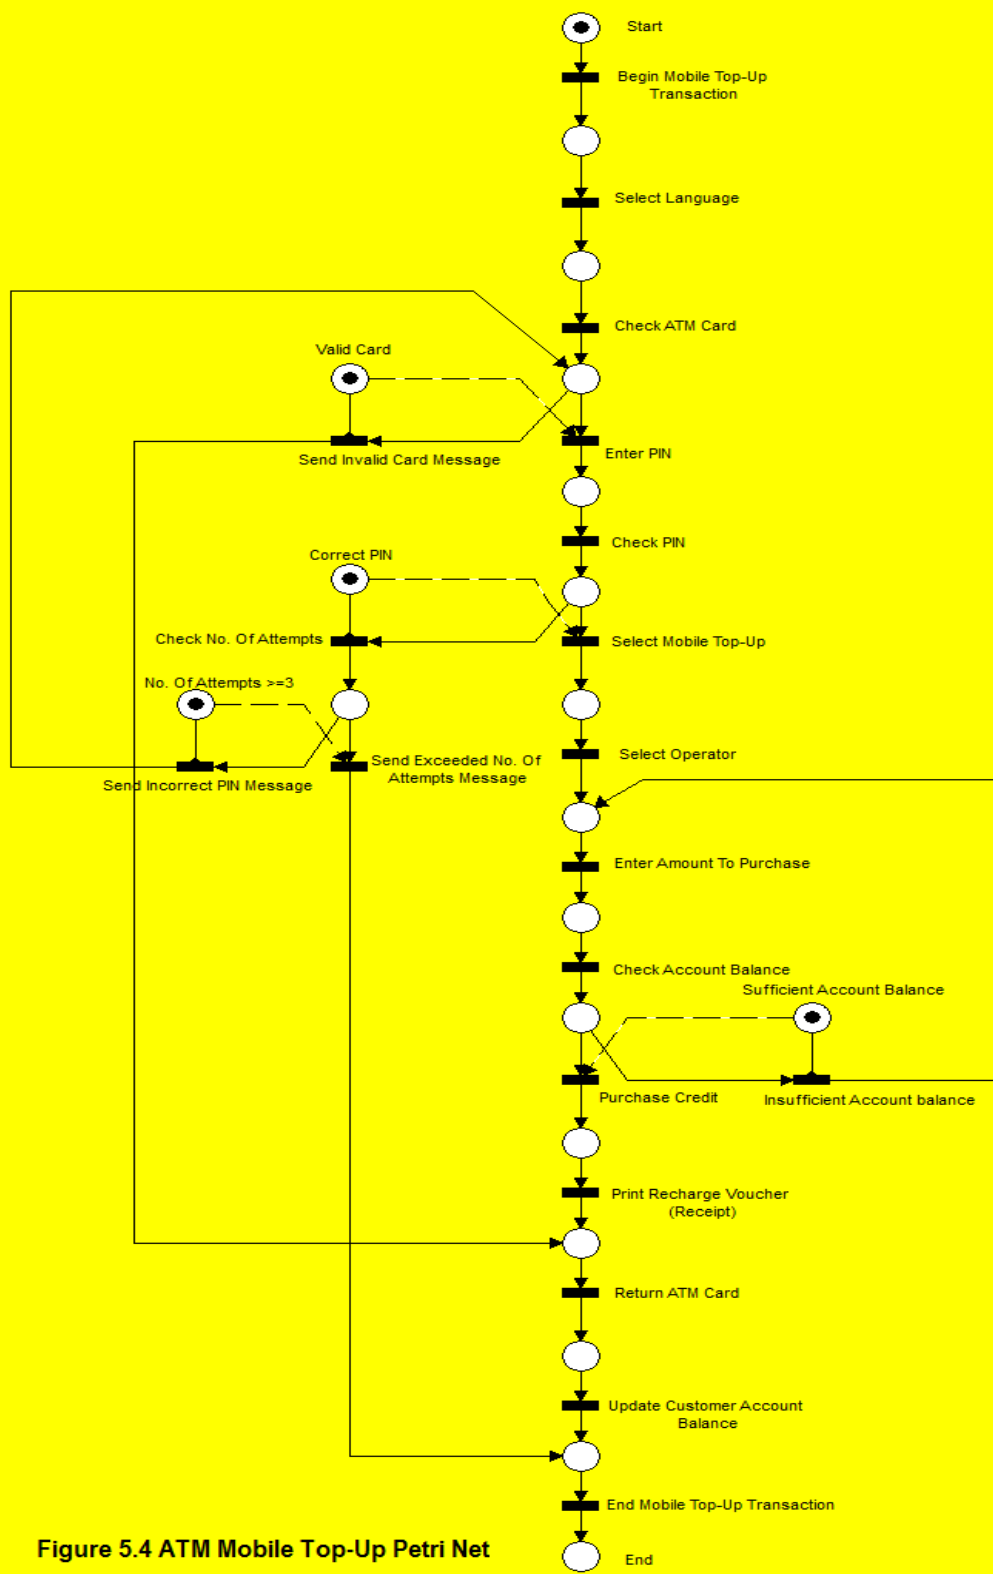 Start
Begin Mobile Top-Up
Transaction
Select Language
Check ATM Card
Valid Card
Send Invalid Card Message
Enter PIN
Check PIN
Correct PIN
Check No. Of Attempts
Select Mobile Top-Up
No. Of Attempts >=3
Select Operator
Send Exceeded No. Of
Attempts Message
Send Incorrect PIN Message
Enter Amount To Purchase
Check Account Balance
Sufficient Account Balance
Purchase Credit
Insufficient Account balance
Print Recharge Voucher
(Receipt)
Return ATM Card
Update Customer Account
Balance
End Mobile Top-Up Transaction
Figure 5.4 ATM Mobile Top-Up Petri Net
End